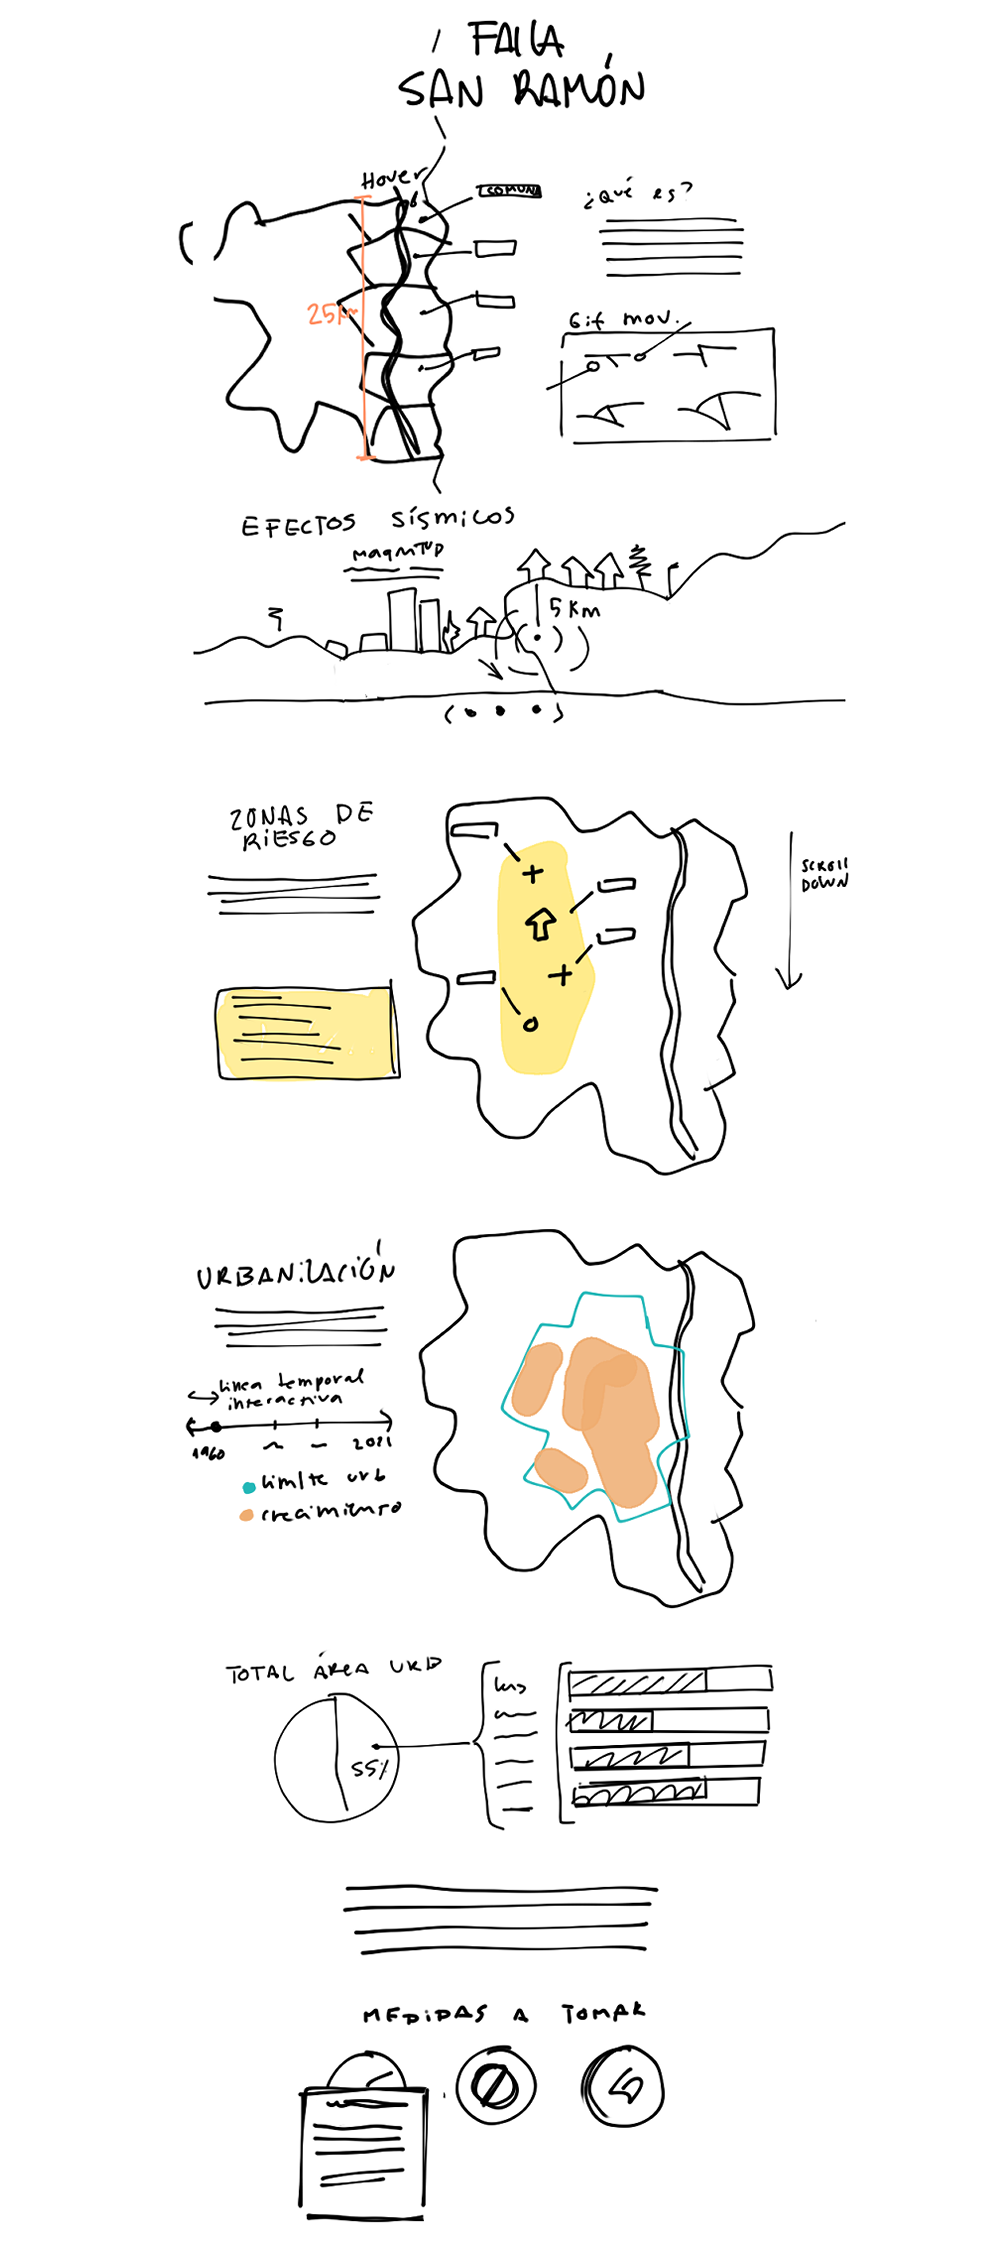 FALLA
SAN RAMÓN
Hover
COMUNA
¿Qué es?
25km
Gif mov.
EFECTOS SÍSMICOS
MAGNITUD
5 KM
ZONAS DE
RIESGO
SCROLL
DOWN
URBANIZACIÓN
línea temporal
interactiva
1960
2021
límite urb
crecimiento
TOTAL ÁREA URB
55%
MEDIDAS A TOMAR